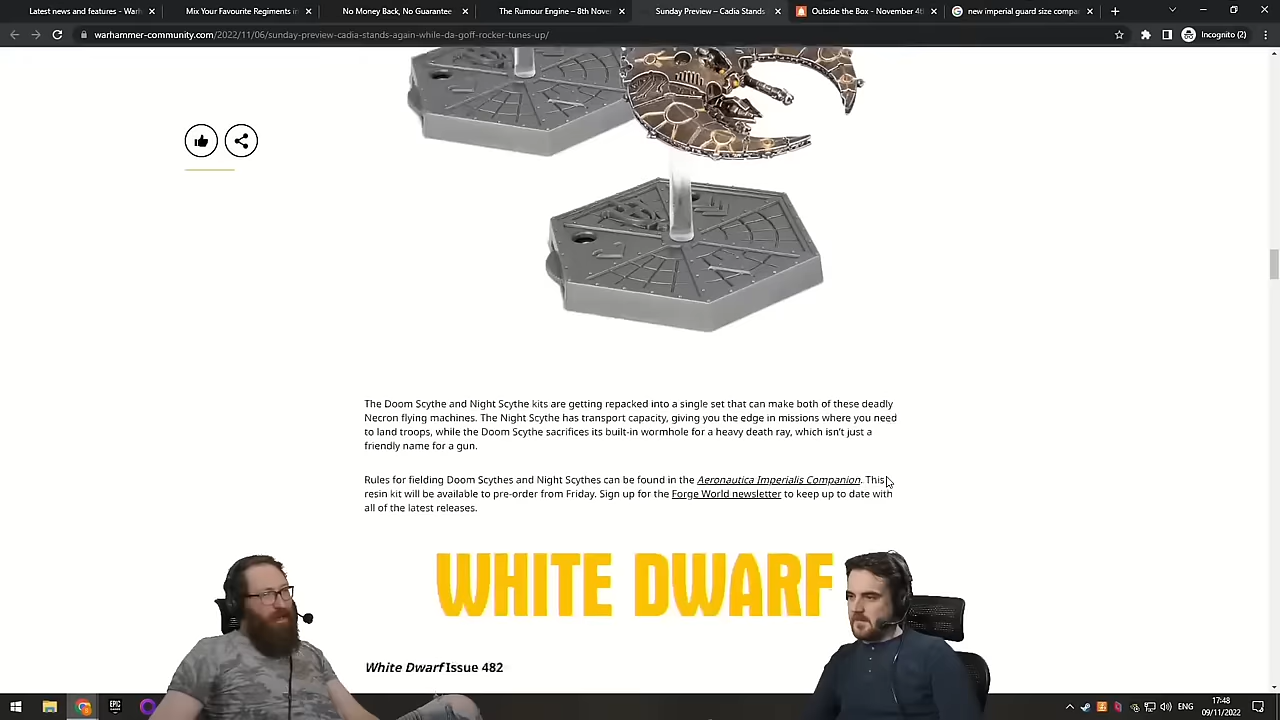 Latest news and features - Warh
Mix Your Favourite Regiments in
No Money Back, No Guarantee
The Rumour Engine – 8th Nove
Sunday Preview – Cadia Stands
Outside the Box - November 4th
new imperial guard size compa
warhammer-community.com/2022/11/06/sunday-preview-cadia-stands-again-while-da-goff-rocker-tunes-up/
Incognito (2)
The Doom Scythe and Night Scythe kits are getting repacked into a single set that can make both of these deadly
Necron flying machines. The Night Scythe has transport capacity, giving you the edge in missions where you need
to land troops, while the Doom Scythe sacrifices its built-in wormhole for a heavy death ray, which isn't just a
friendly name for a gun.
Rules for fielding Doom Scythes and Night Scythes can be found in the Aeronautica Imperialis Companion. This
resin kit will be available to pre-order from Friday. Sign up for the Forge World newsletter to keep up to date with
all of the latest releases.
WHITE DWARF
White Dwarf Issue 482
EPIC
ENG
17:48
09/11/2022